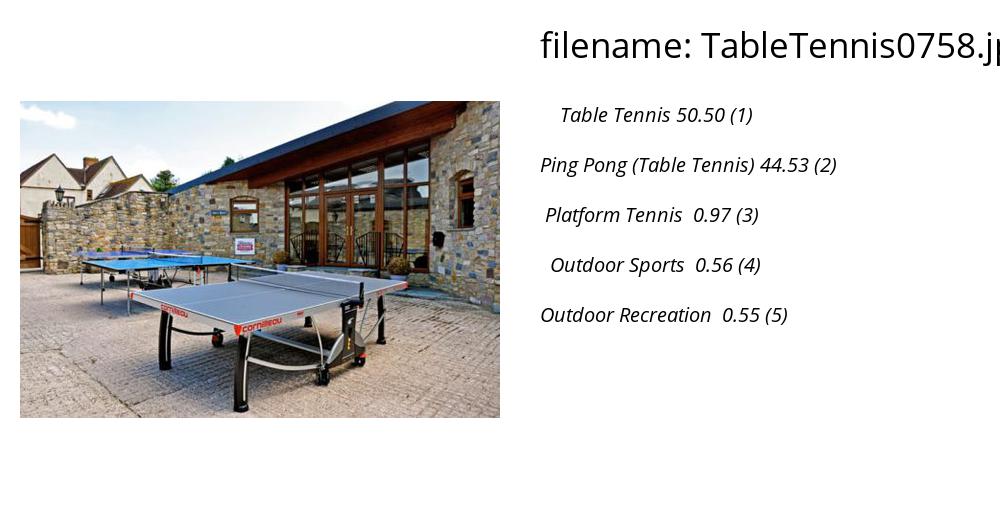 filename: TableTennis0758.jp
Table Tennis 50.50 (1)
Ping Pong (Table Tennis) 44.53 (2)
Platform Tennis 0.97 (3)
Outdoor Sports 0.56 (4)
Outdoor Recreation 0.55 (5)
cornilleau
cornilleau